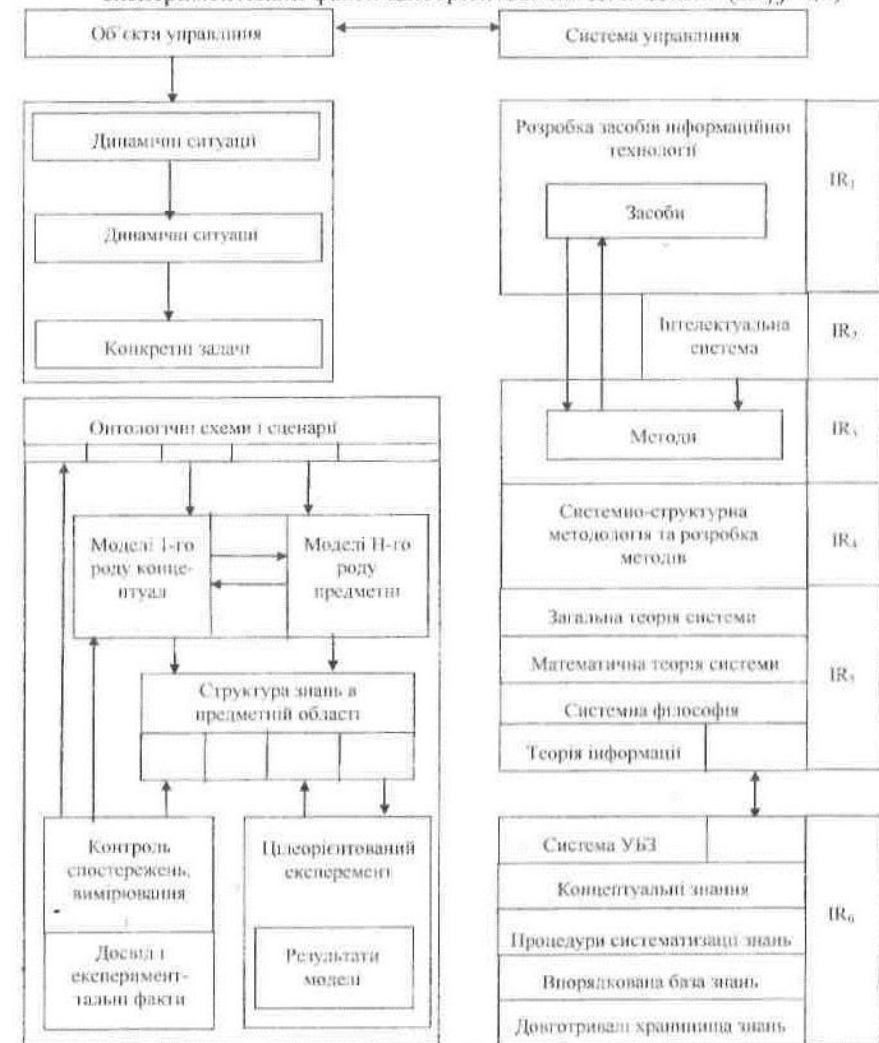 Об'єкти управління
Система управління
Динамічні ситуації
Динамічні ситуації
Конкретні задачі
Розробка засобів інформаційної
технології
Засоби
IR₁
Інтелектуальна
система
IR₂
Методи
IR₃
Системно-структурна
методологія та розробка
методів
IR₄
Загальна теорія системи
Математична теорія системи
Системна філософія
Теорія інформації
IR₅
Онтологічні схеми і сценарії
Моделі 1-го
роду конце-
птуал
Моделі Н-го
роду
предметні
Структура знань в
предметній області
Контроль
спостережень,
вимірювання
Досвід і
експеримент-
тальні факти
Цілеорієнтований
експеремент
Результати
моделі
Система УБЗ
Концептуальні знання
Процедури систематизації знань
Впорядкована база знань
Довготривалі хранинища знань
IR₆